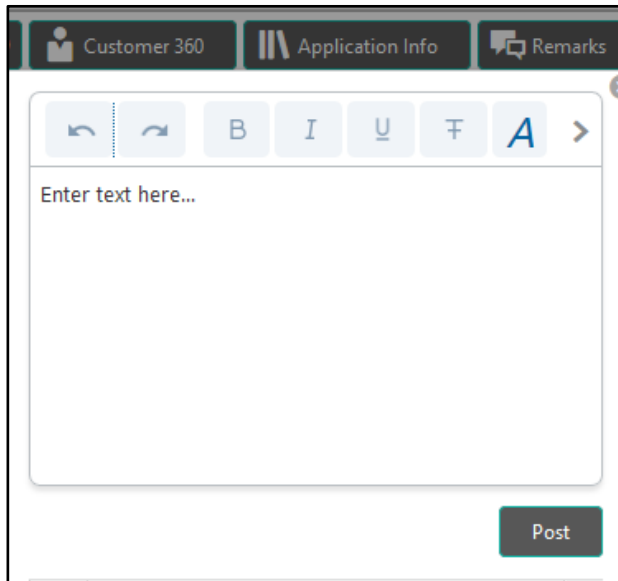 Customer 360
Application Info
Remarks
B I U T A >
Enter text here...
Post